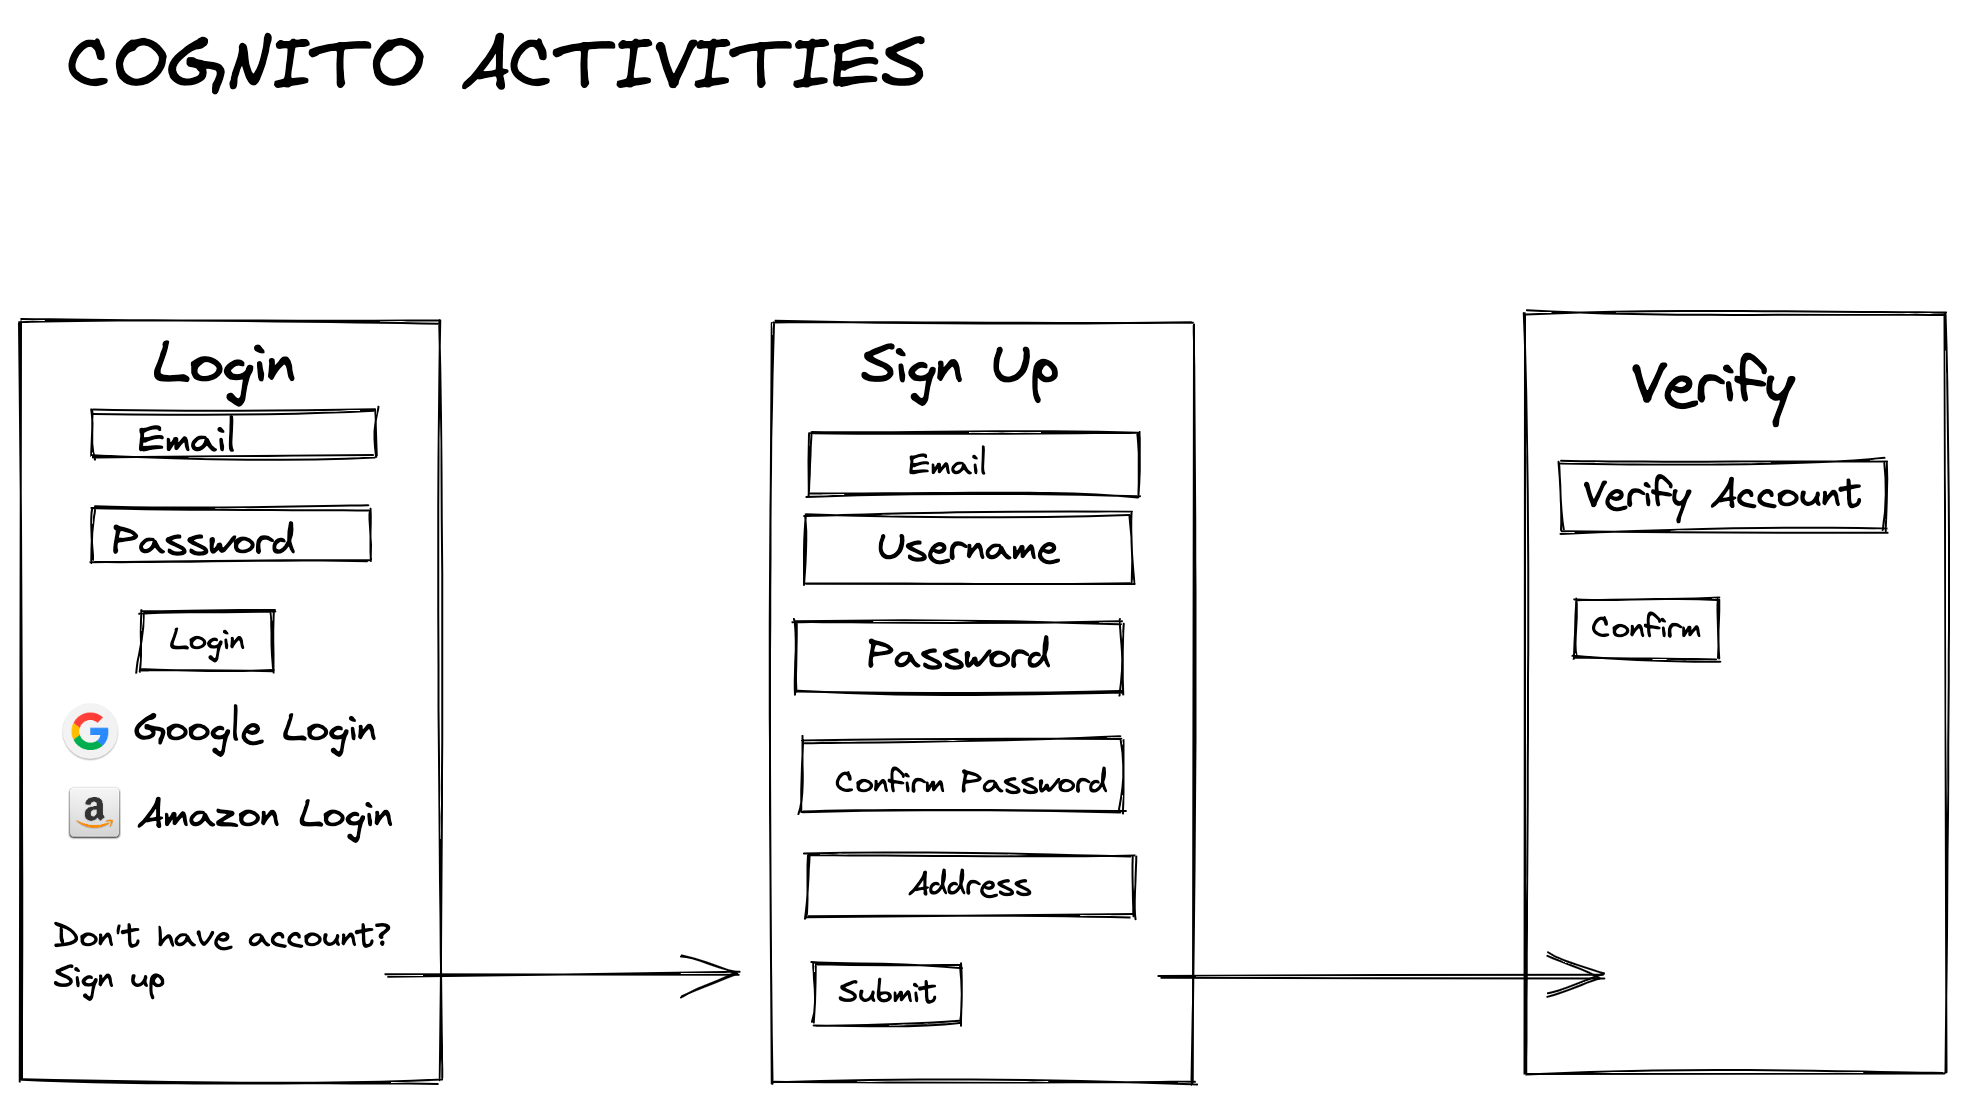 COGNITO ACTIVITIES
Login
Email
Password
Login
G Google Login
a Amazon Login
Don't have account?
Sign up
Sign Up
Email
Username
Password
Confirm Password
Address
Submit
Verify
Verify Account
Confirm